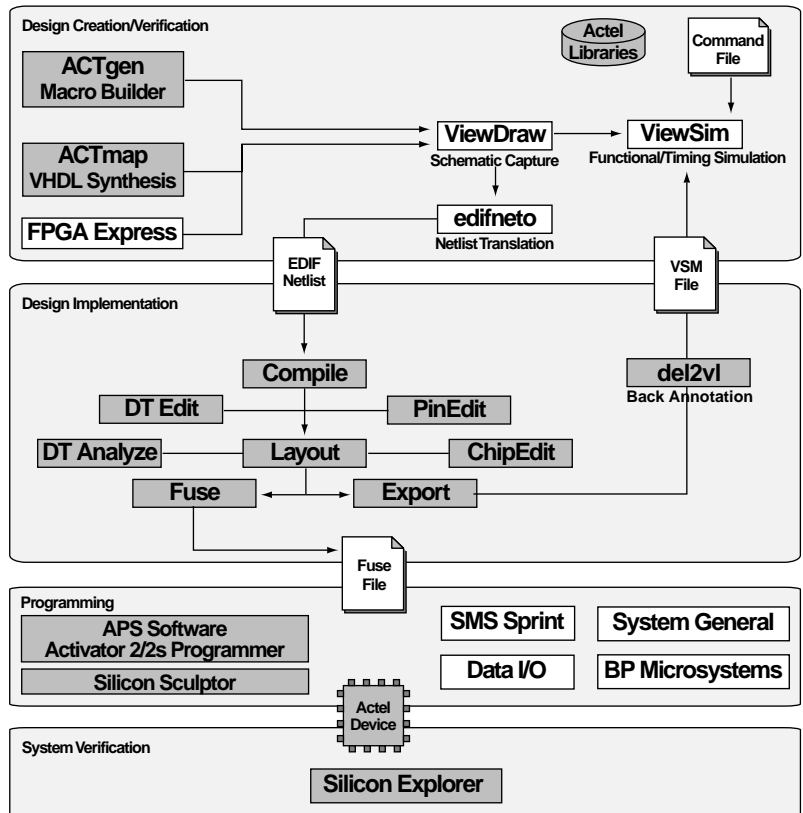 Design Creation/Verification
Actel
Libraries
Command
File
ACTgen
Macro Builder
ViewDraw
Schematic Capture
ViewSim
Functional/Timing Simulation
ACTmap
VHDL Synthesis
FPGA Express
edifneto
Netlist Translation
EDIF
Netlist
VSM
File
Design Implementation
Compile
del2vl
Back Annotation
DT Edit
PinEdit
DT Analyze
Layout
ChipEdit
Fuse
Export
Fuse
File
Programming
APS Software
Activator 2/2s Programmer
SMS Sprint
System General
Silicon Sculptor
Data I/O
BP Microsystems
Actel
Device
System Verification
Silicon Explorer